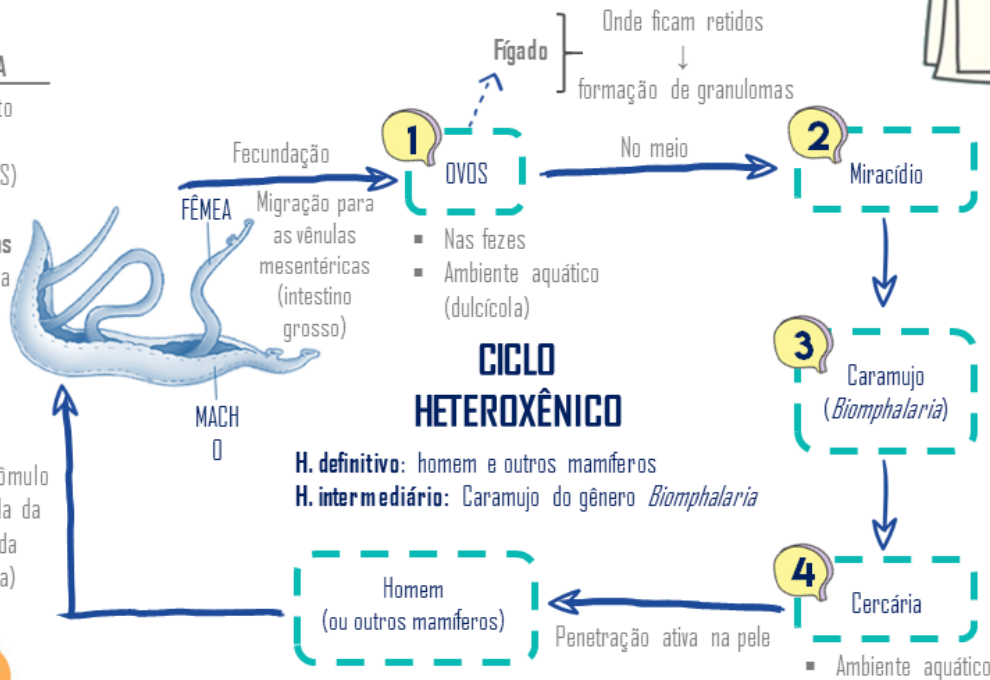 Onde ficam retidos
Fígado
↓
formação de granulomas
1
2
Fecundação
OVOS
No meio
Miracídio
FÊMEA
Migração para
as vênulas
mesentéricas
(intestino
grosso)
▪ Nas fezes
▪ Ambiente aquático
(dulcícola)
3
CICLO
HETEROXÊNICO
Caramujo
(Biomphalaria)
MACH
O
H. definitivo: homem e outros mamíferos
H. intermediário: Caramujo do gênero Biomphalaria
da
4
Homem
(ou outros mamíferos)
Cercária
Penetração ativa na pele
▪ Ambiente aquático